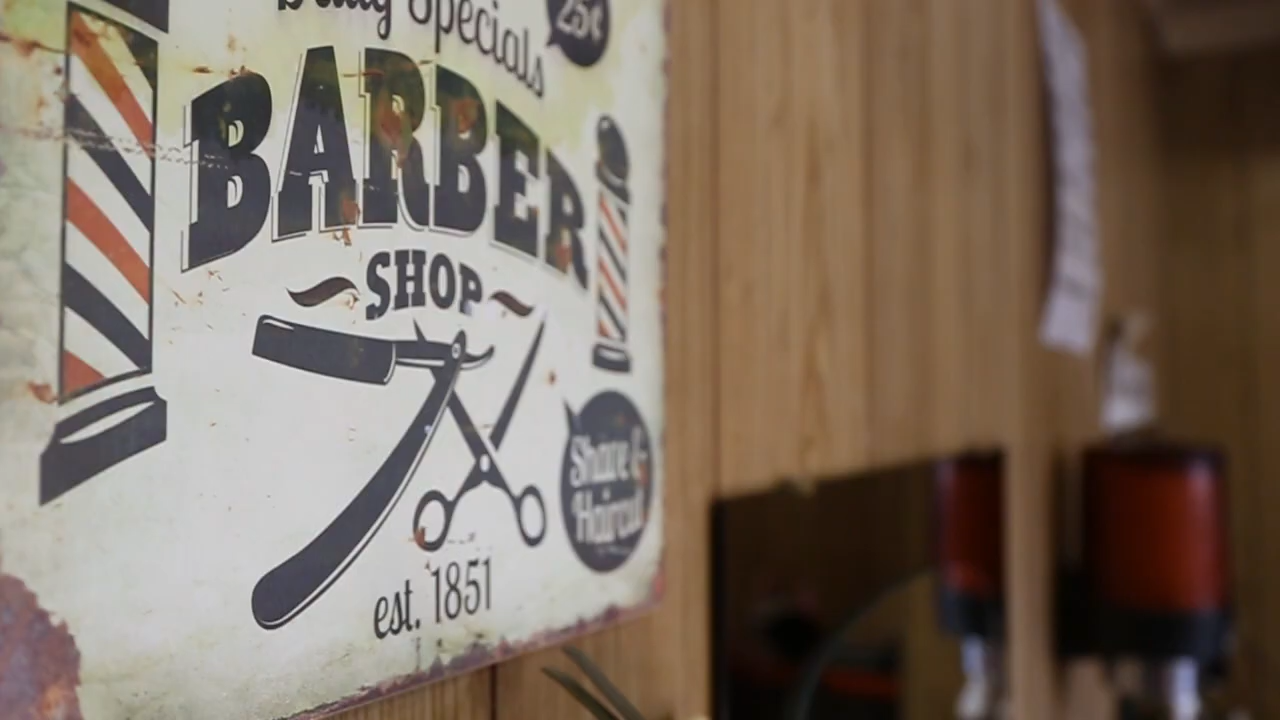 Specials
25¢
BARBER
SHOP
Shave &
Haircut
est. 1851